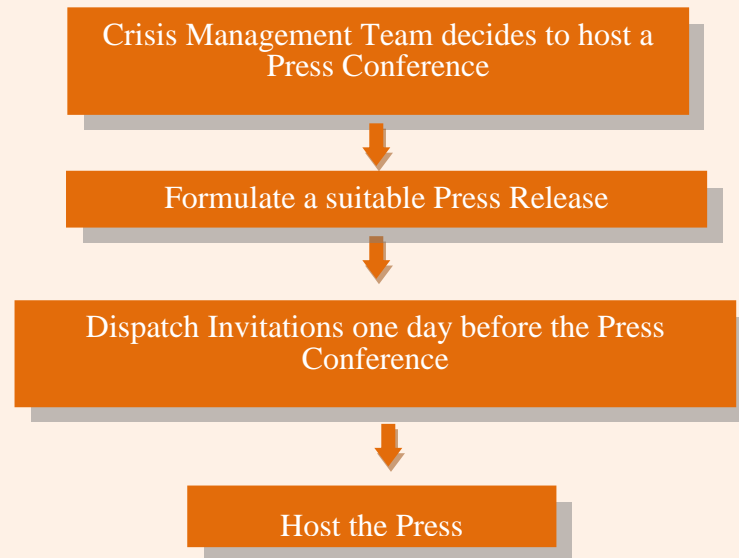 Crisis Management Team decides to host a
Press Conference
Formulate a suitable Press Release
Dispatch Invitations one day before the Press
Conference
Host the Press